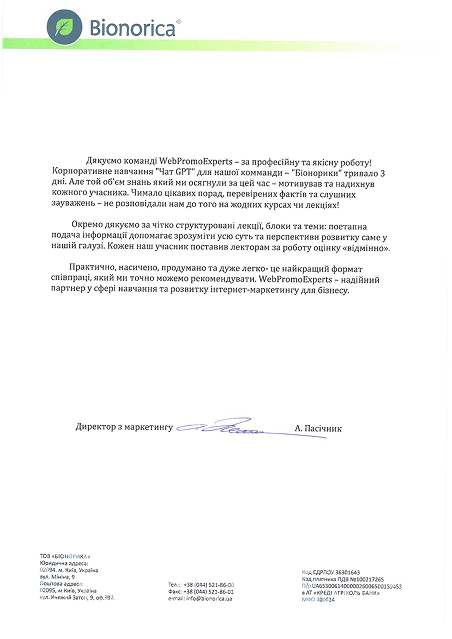 Bionorica®
Дякуємо команді WebPromoExperts – за професійну та якісну роботу!
Корпоративне навчання "Чат GPT" для нашої комманди – "Біонорики" тривало 3
дні. Але той об'єм знань який ми осягнули за цей час – мотивував та надихнув
кожного учасника. Чимало цікавих порад, перевірених фактів та слушних
зауважень – не розповідали нам до того на жодних курсах чи лекціях!
Окремо дякуємо за чітко структуровані лекції, блоки та теми: поетапна
подача інформації допомагає зрозуміти усю суть та перспективи розвитку саме у
нашій галузі. Кожен наш учасник поставив лекторам за роботу оцінку «відмінно».
Практично, насичено, продумано та дуже легко- це найкращий формат
співпраці, який ми точно можемо рекомендувати. WebPromoExperts – надійний
партнер у сфері навчання та розвитку інтернет-маркетингу для бізнесу.
Директор з маркетингу А. Пасічник
ТОВ «БІОНОРИКА»
Юридична адреса:
02094, м. Київ, Україна
вул. Мініна, 9
Поштова адреса:
02095, м. Київ, Україна
вул. Княжий Затон, 9, оф.
Тел.: +38 (044) 521-86-00
Факс: +38 (044) 521-86-01
e-mail: info@bionorica.ua
Код ЄДРПОУ 36301643
Код платника ПДВ №100217265
в АТ «КРЕДІ АГРІКОЛЬ БАНК»
МФО 300614